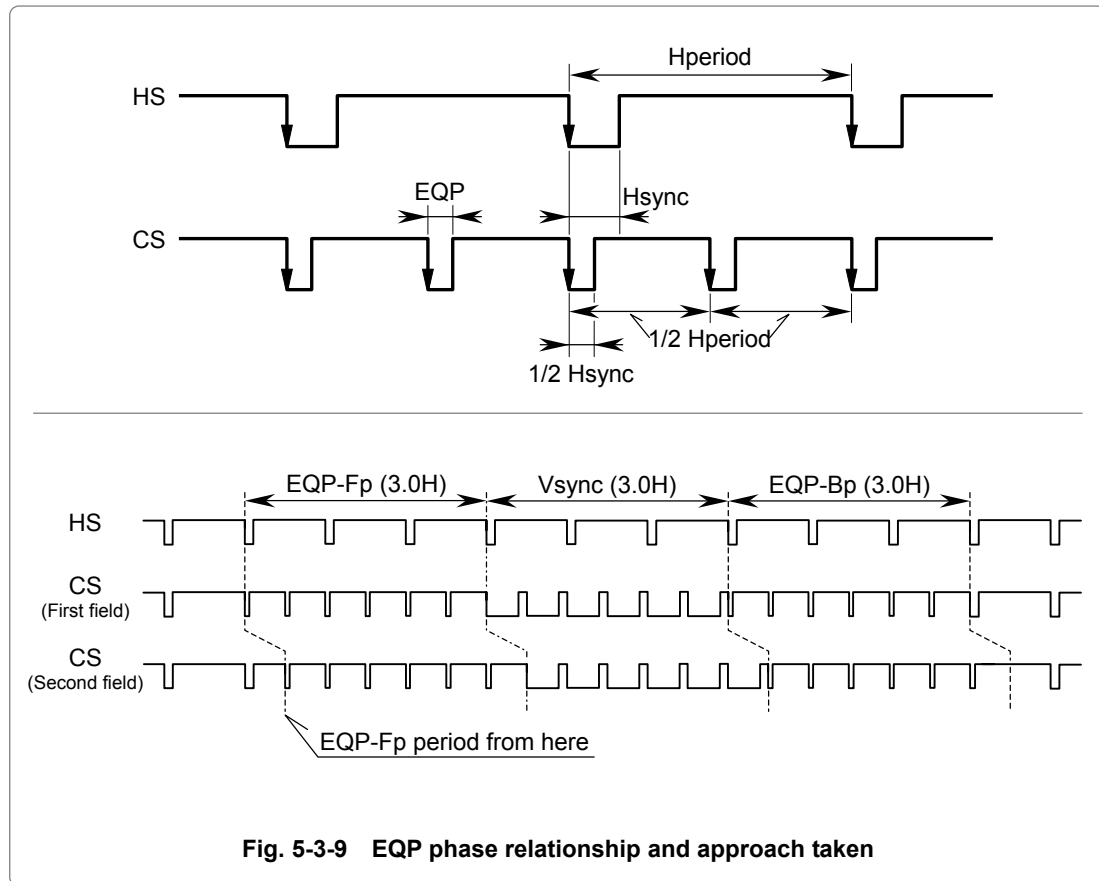 Hperiod
HS
EQP
Hsync
CS
1/2 Hperiod
1/2 Hsync
EQP-Fp (3.0H)
Vsync (3.0H)
EQP-Bp (3.0H)
HS
CS
(First field)
CS
(Second field)
EQP-Fp period from here
Fig. 5-3-9 EQP phase relationship and approach taken